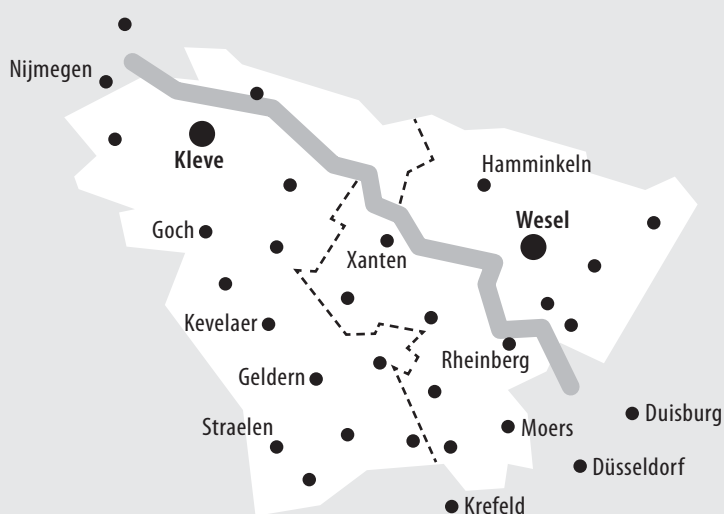 Nijmegen
Kleve
Hamminkeln
Goch
Wesel
Xanten
Kevelaer
Rheinberg
Geldern
Straelen
Moers
Duisburg
Düsseldorf
Krefeld